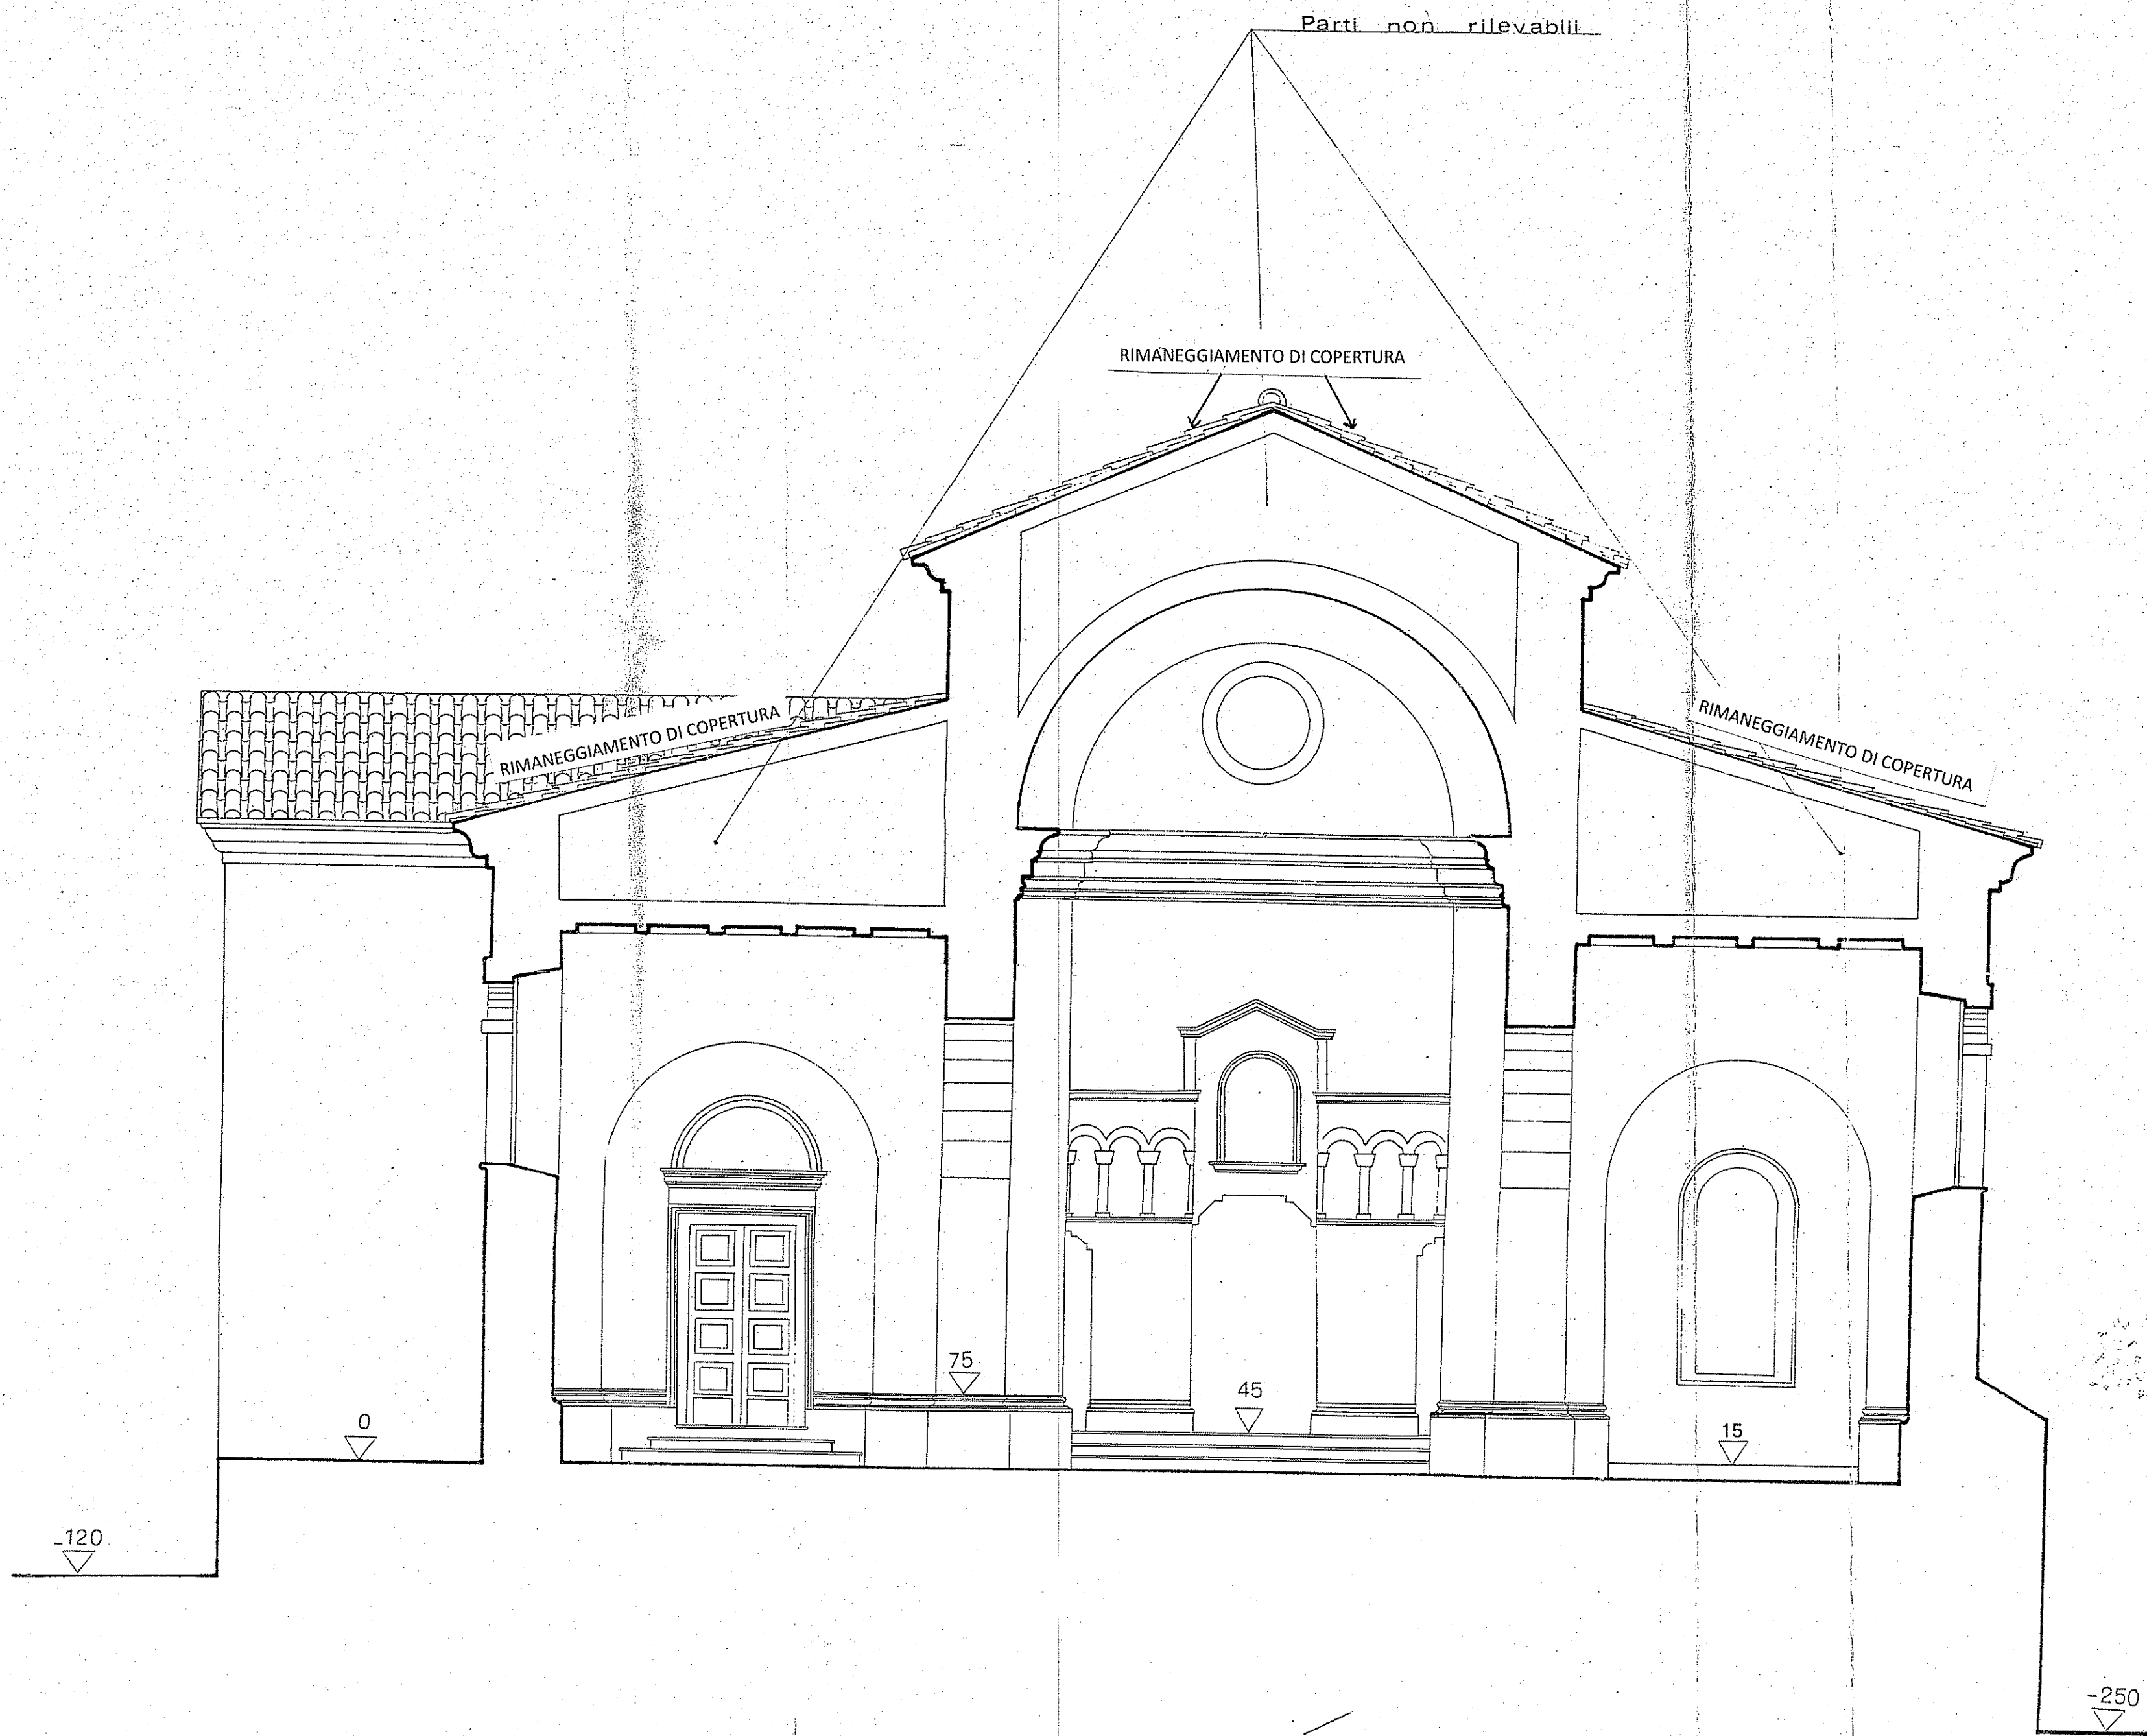 Parti non rilevabili
RIMANEGGIAMENTO DI COPERTURA
RIMANEGGIAMENTO DI COPERTURA
RIMANEGGIAMENTO DI COPERTURA
75
45
0
15
-120
-250